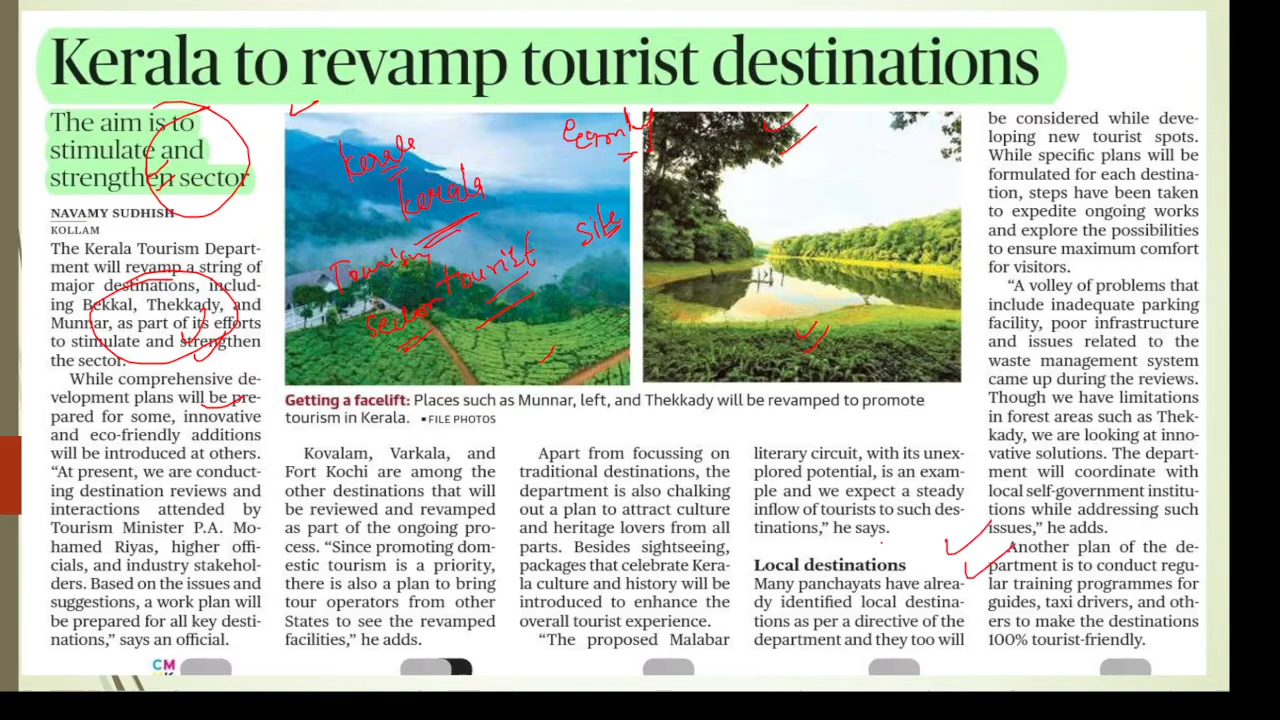 Kerala to revamp tourist destinations
The aim is to
stimulate and
strengthen sector
NAVAMY SUDHISH
KOLLAM
The Kerala Tourism Depart-
ment will revamp a string of
major destinations, includ-
ing Bekkal, Thekkady, and
Munnar, as part of its efforts
to stimulate and strengthen
the sector.
While comprehensive de-
velopment plans will be pre-
pared for some, innovative
and eco-friendly additions
will be introduced at others.
“At present, we are conduct-
ing destination reviews and
interactions attended by
Tourism Minister P.A. Mo-
hamed Riyas, higher offi-
cials, and industry stakehol-
ders. Based on the issues and
suggestions, a work plan will
be prepared for all key desti-
nations,” says an official.
Kerala
Kerala
Tourism
tourist
sector
Site
Getting a facelift: Places such as Munnar, left, and Thekkady will be revamped to promote
tourism in Kerala. ▪ FILE PHOTOS
Kovalam, Varkala, and
Fort Kochi are among the
other destinations that will
be reviewed and revamped
as part of the ongoing pro-
cess. “Since promoting dom-
estic tourism is a priority,
there is also a plan to bring
tour operators from other
States to see the revamped
facilities,” he adds.
Apart from focussing on
traditional destinations, the
department is also chalking
out a plan to attract culture
and heritage lovers from all
parts. Besides sightseeing,
packages that celebrate Kera-
la culture and history will be
introduced to enhance the
overall tourist experience.
“The proposed Malabar
literary circuit, with its unex-
plored potential, is an exam-
ple and we expect a steady
inflow of tourists to such des-
tinations,” he says.
Local destinations
Many panchayats have alrea-
dy identified local destina-
tions as per a directive of the
department and they too will
be considered while deve-
loping new tourist spots.
While specific plans will be
formulated for each destina-
tion, steps have been taken
to expedite ongoing works
and explore the possibilities
to ensure maximum comfort
for visitors.
“A volley of problems that
include inadequate parking
facility, poor infrastructure
and issues related to the
waste management system
came up during the reviews.
Though we have limitations
in forest areas such as Thek-
kady, we are looking at inno-
vative solutions. The depart-
ment will coordinate with
local self-government institu-
tions while addressing such
issues,” he adds.
Another plan of the de-
partment is to conduct regu-
lar training programmes for
guides, taxi drivers, and oth-
ers to make the destinations
100% tourist-friendly.
CM